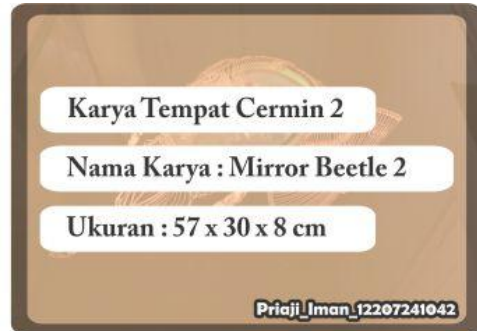 Karya Tempat Cermin 2
Nama Karya : Mirror Beetle 2
Ukuran : 57 x 30 x 8 cm
Priaji_Iman_12207241042